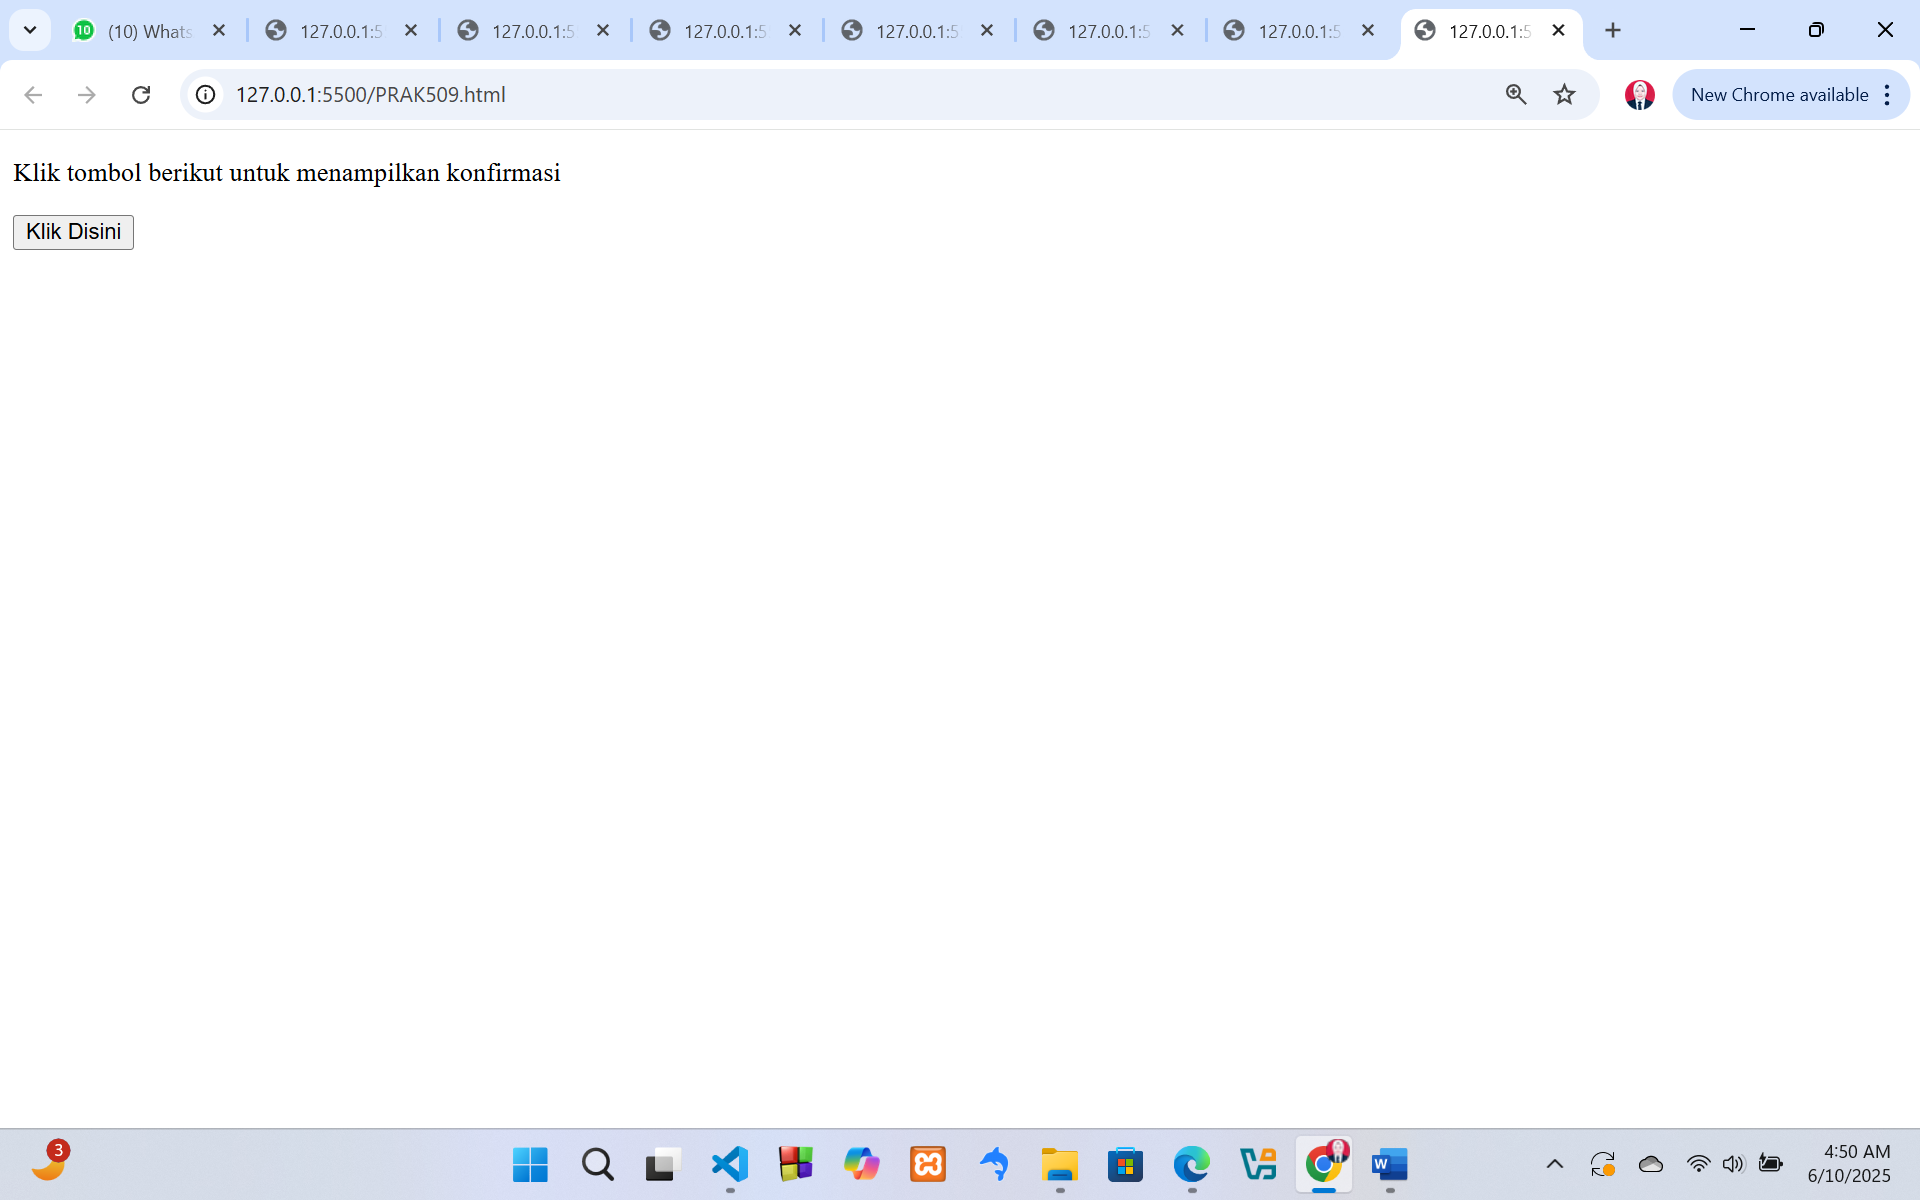 10 (10) Whats
127.0.0.1:5
127.0.0.1:5
127.0.0.1:5
127.0.0.1:5
127.0.0.1:5
127.0.0.1:5
127.0.0.1:5
127.0.0.1:5500/PRAK509.html
New Chrome available
Klik tombol berikut untuk menampilkan konfirmasi
Klik Disini
3
W
4:50 AM
6/10/2025